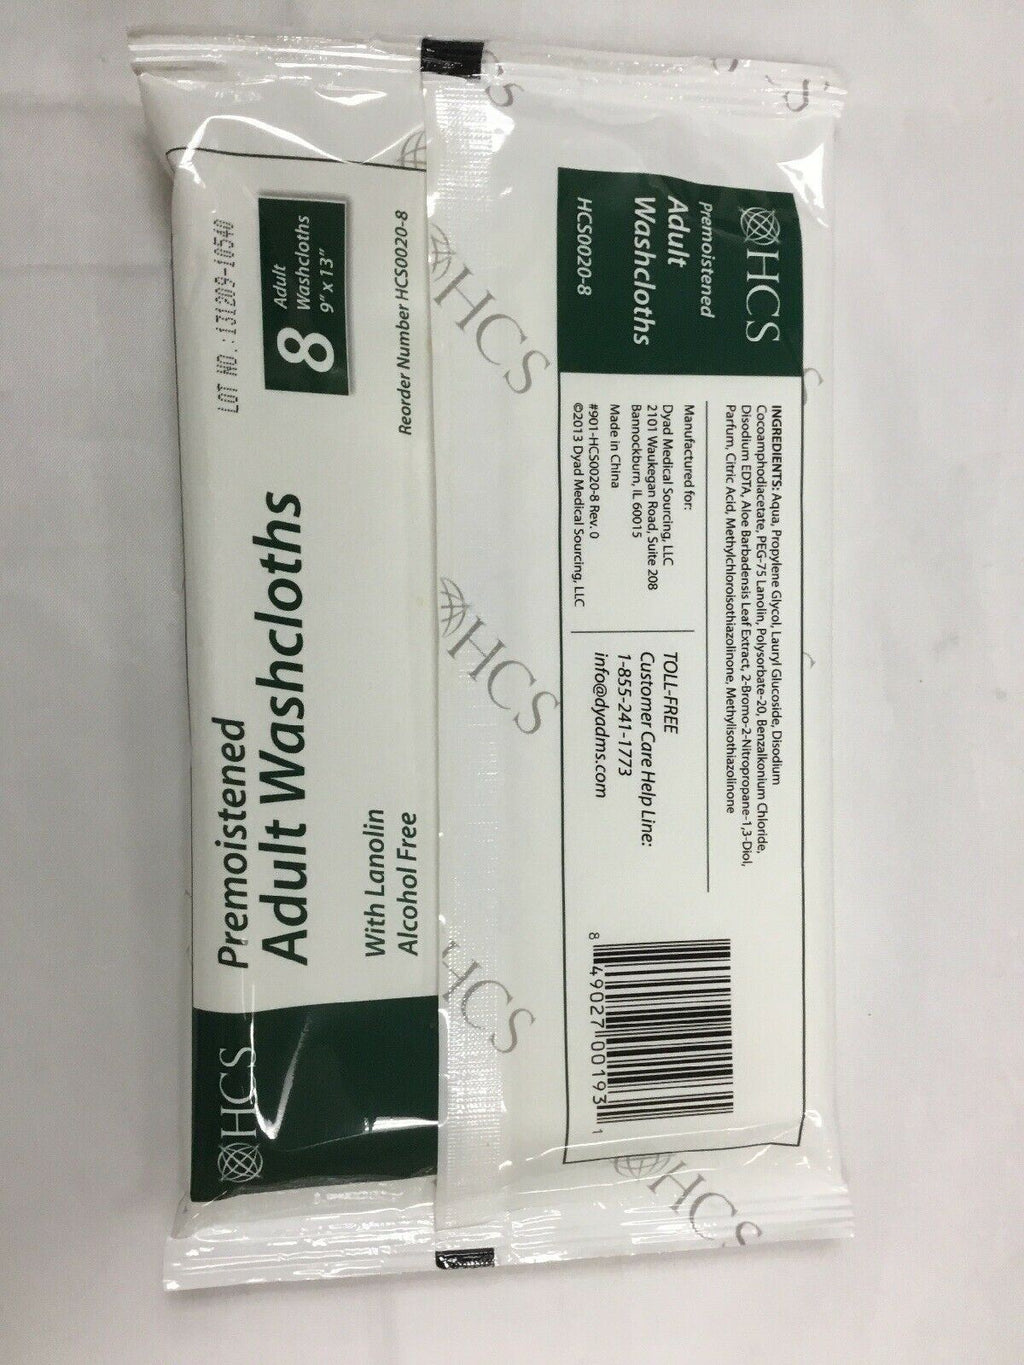 HCS
Premoistened
Adult
Washcloths
HCS0020-8
INGREDIENTS: Aqua, Propylene Glycol, Lauryl Glucoside, Disodium
Cocoamphodiacetate, PEG-75 Lanolin, Polysorbate-20, Benzalkonium Chloride,
Disodium EDTA, Aloe Barbadensis Leaf Extract, 2-Bromo-2-Nitropropane-1,3-Diol,
Parfum, Citric Acid, Methylchloroisothiazolinone, Methylisothiazolinone
Manufactured for:
Dyad Medical Sourcing, LLC
2101 Waukegan Road, Suite 208
Bannockburn, IL 60015
Made in China
#901-HCS0020-8 Rev. 0
©2013 Dyad Medical Sourcing, LLC
TOLL-FREE
Customer Care Help Line:
1-855-241-1773
info@dyadms.com
8 49027 00193 1
HCS
HCS
HCS
HCS
LOT NO.:131209-10540
8 Adult
Washcloths
9" x 13"
Reorder Number HCS0020-8
Premoistened
Adult Washcloths
With Lanolin
Alcohol Free
HCS